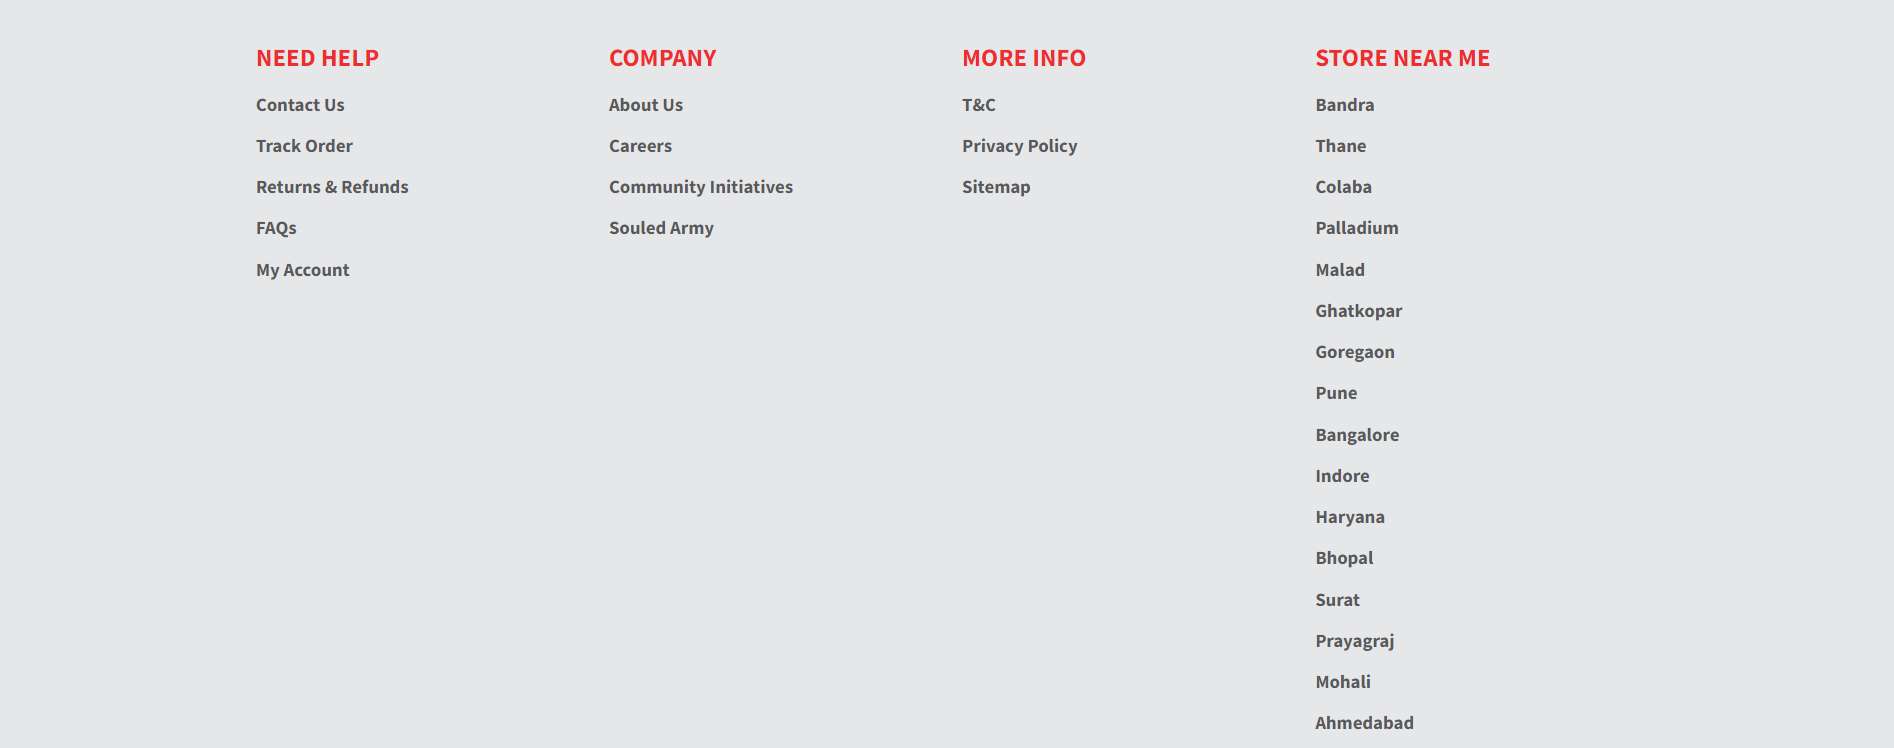 NEED HELP
Contact Us
Track Order
Returns & Refunds
FAQs
My Account
COMPANY
About Us
Careers
Community Initiatives
Souled Army
MORE INFO
T&C
Privacy Policy
Sitemap
STORE NEAR ME
Bandra
Thane
Colaba
Palladium
Malad
Ghatkopar
Goregaon
Pune
Bangalore
Indore
Haryana
Bhopal
Surat
Prayagraj
Mohali
Ahmedabad